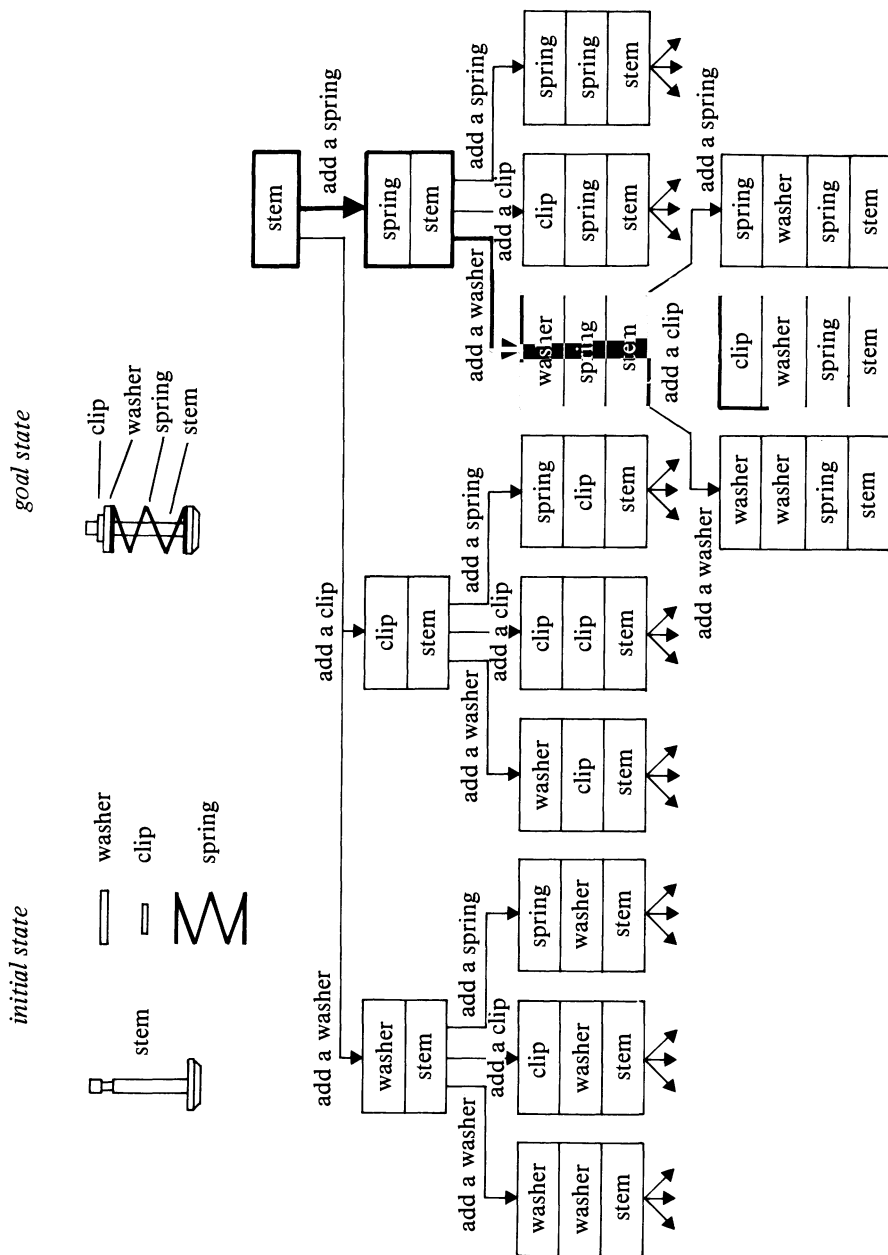 initial state
goal state
stem
washer
clip
spring
clip
washer
spring
stem
stem
add a washer
add a clip
add a spring
washer
stem
clip
stem
spring
stem
add a washer
add a clip
add a spring
add a washer
add a clip
add a spring
add a washer
add a clip
add a spring
washer
washer
stem
clip
washer
stem
spring
washer
stem
washer
clip
stem
clip
clip
stem
spring
clip
stem
washer
spring
stem
clip
spring
stem
spring
spring
stem
add a washer
add a clip
add a spring
washer
washer
spring
stem
clip
washer
spring
stem
spring
washer
spring
stem